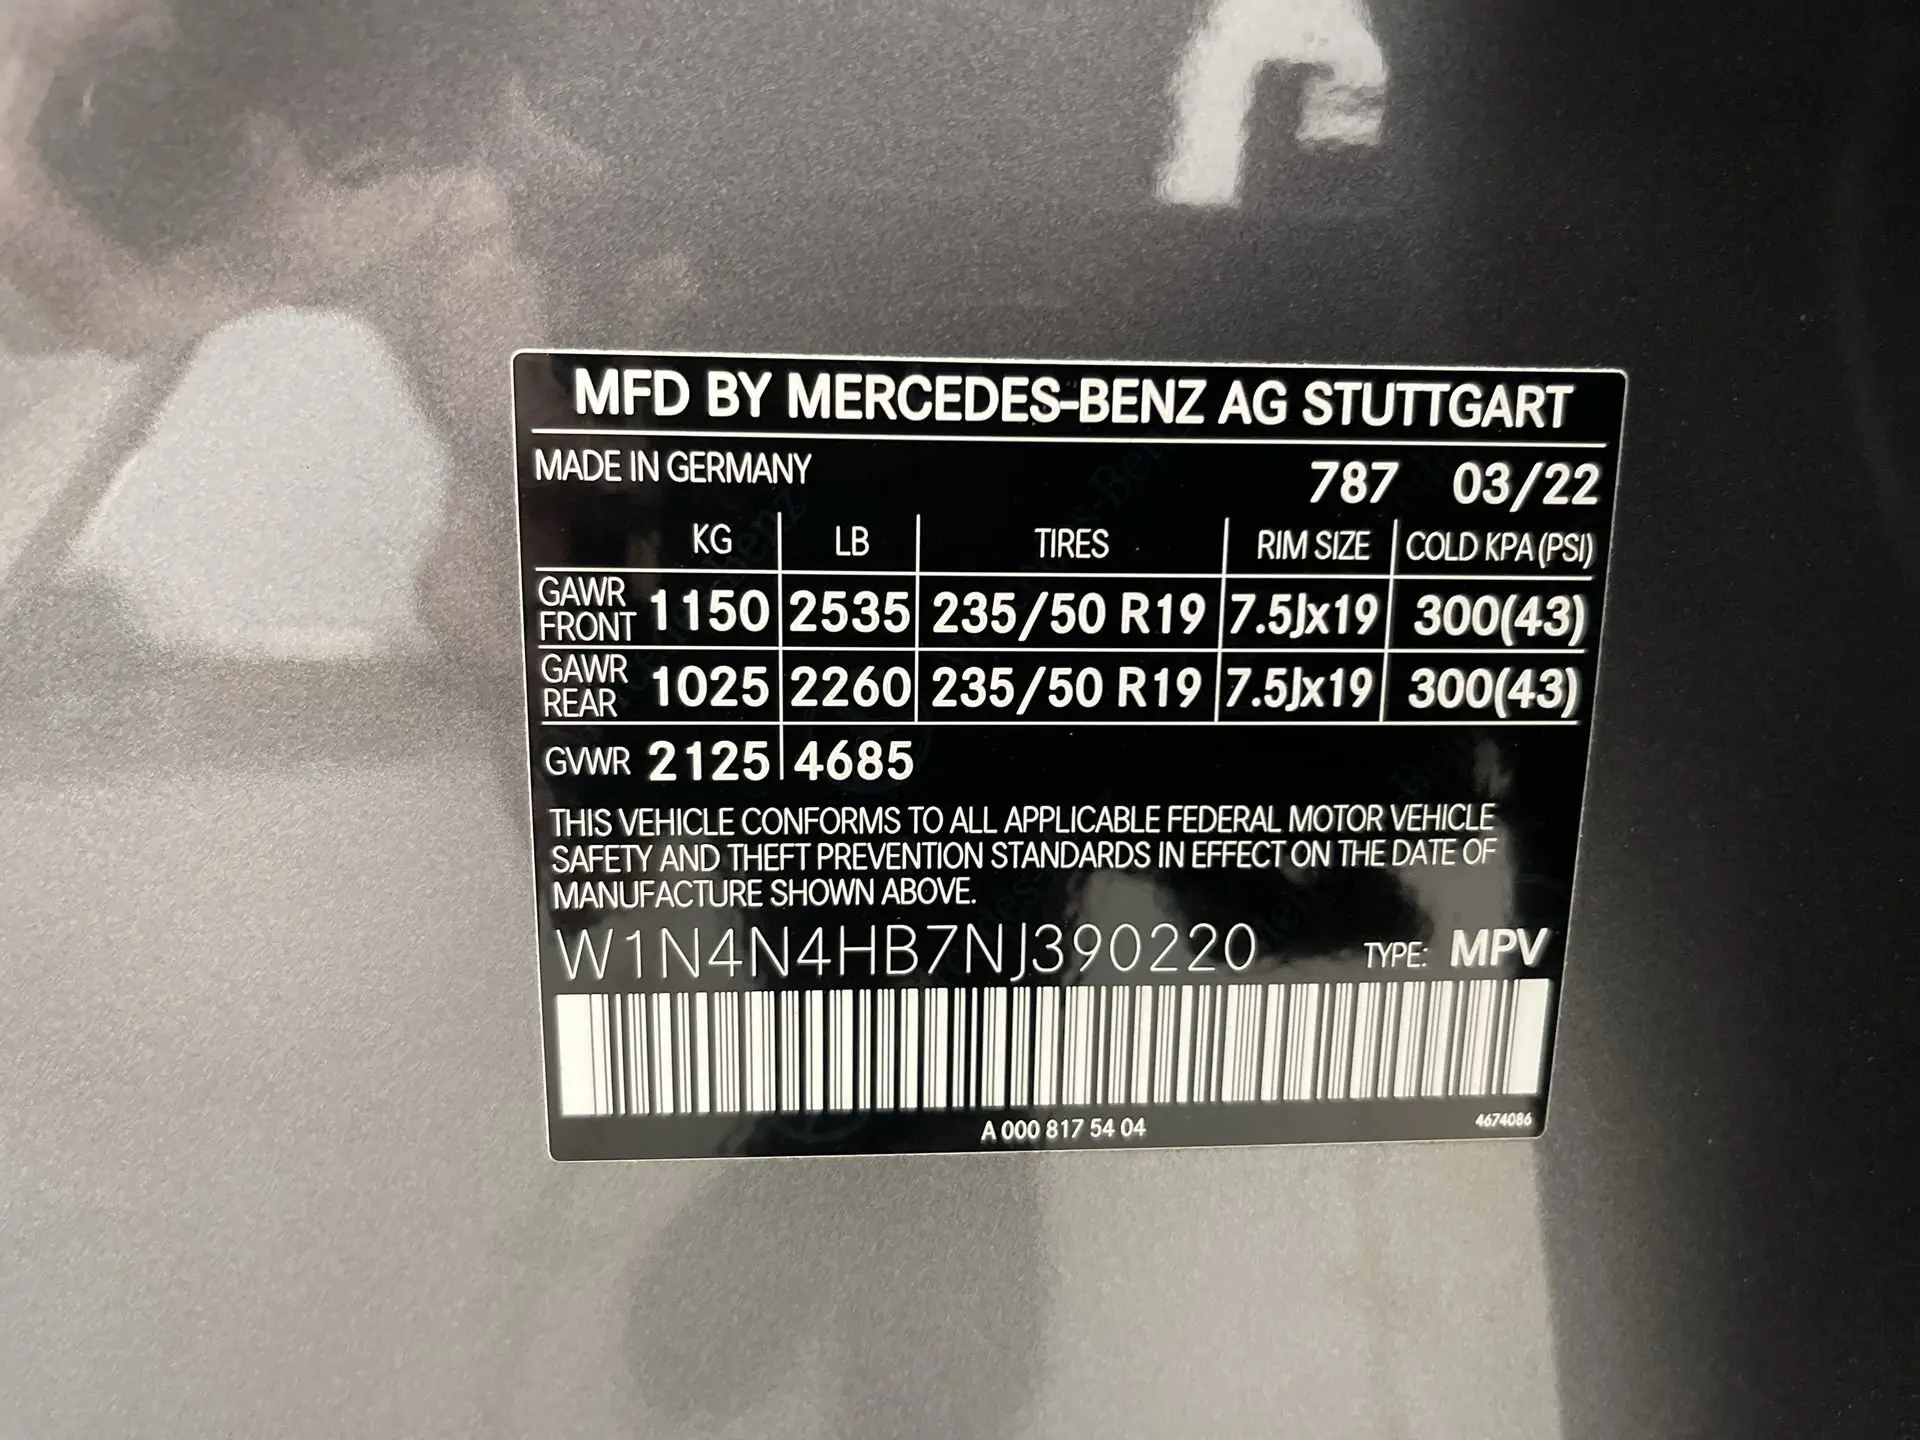 MFD BY MERCEDES-BENZ AG STUTTGART
MADE IN GERMANY 787 03/22
KG LB TIRES RIM SIZE COLD KPA(PSI)
GAWR FRONT 1150 2535 235/50 R19 7.5Jx19 300(43)
GAWR REAR 1025 2260 235/50 R19 7.5Jx19 300(43)
GVWR 2125 4685
THIS VEHICLE CONFORMS TO ALL APPLICABLE FEDERAL MOTOR VEHICLE
SAFETY AND THEFT PREVENTION STANDARDS IN EFFECT ON THE DATE OF
MANUFACTURE SHOWN ABOVE.
W1N4N4HB7NJ390220 TYPE: MPV
A 000 817 54 04 4674086